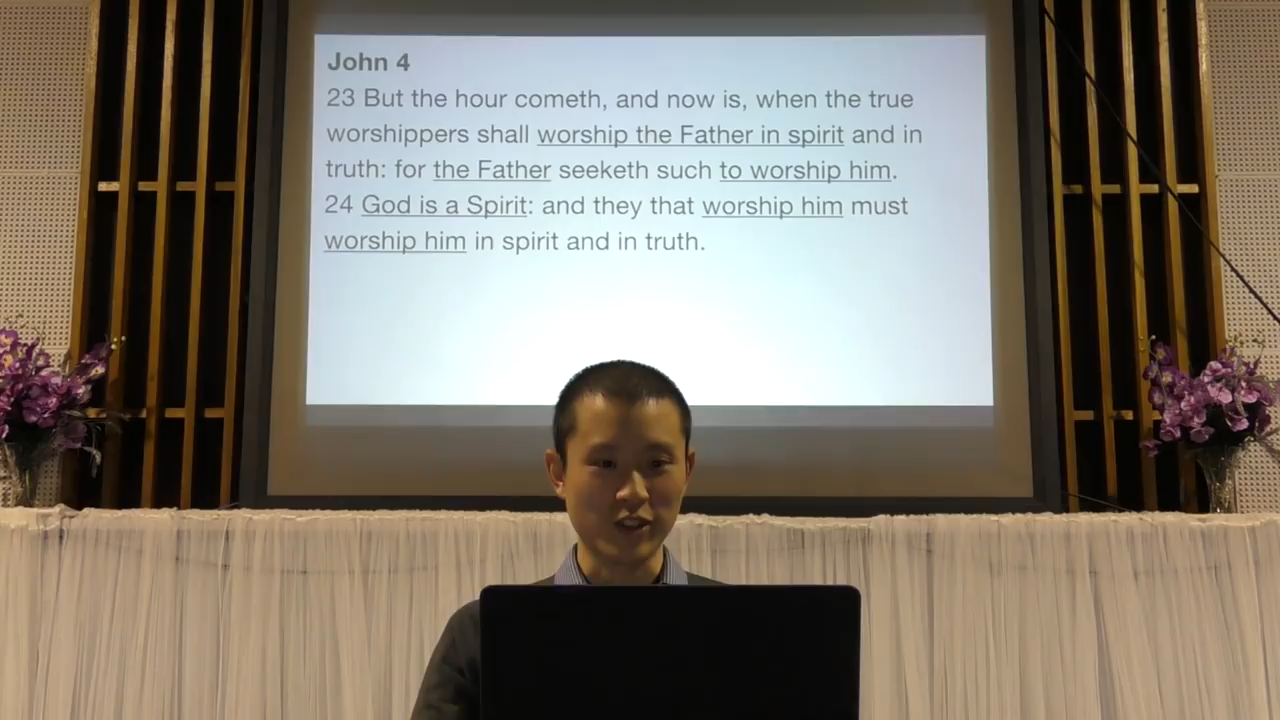 John 4
23 But the hour cometh, and now is, when the true
worshippers shall worship the Father in spirit and in
truth: for the Father seeketh such to worship him.
24 God is a Spirit: and they that worship him must
worship him in spirit and in truth.